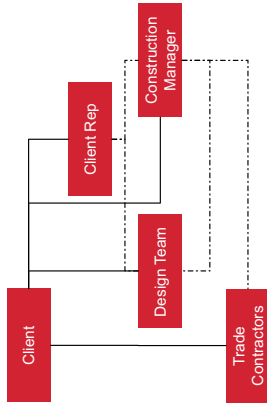 Client
Client Rep
Construction
Manager
Design Team
Trade
Contractors